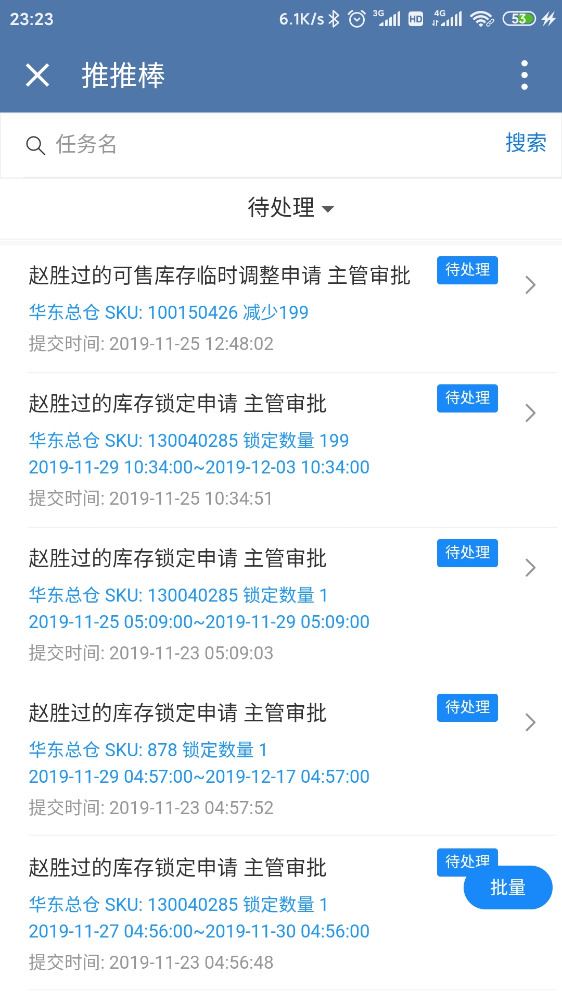 23:23
6.1K/s 3G HD 4G 53
推推棒
任务名
搜索
待处理
赵胜过的可售库存临时调整申请 主管审批
待处理
华东总仓 SKU: 100150426 减少199
提交时间: 2019-11-25 12:48:02
赵胜过的库存锁定申请 主管审批
待处理
华东总仓 SKU: 130040285 锁定数量 199
2019-11-29 10:34:00~2019-12-03 10:34:00
提交时间: 2019-11-25 10:34:51
赵胜过的库存锁定申请 主管审批
待处理
华东总仓 SKU: 130040285 锁定数量 1
2019-11-25 05:09:00~2019-11-29 05:09:00
提交时间: 2019-11-23 05:09:03
赵胜过的库存锁定申请 主管审批
待处理
华东总仓 SKU: 878 锁定数量 1
2019-11-29 04:57:00~2019-12-17 04:57:00
提交时间: 2019-11-23 04:57:52
赵胜过的库存锁定申请 主管审批
待处理
批量
华东总仓 SKU: 130040285 锁定数量 1
2019-11-27 04:56:00~2019-11-30 04:56:00
提交时间: 2019-11-23 04:56:48